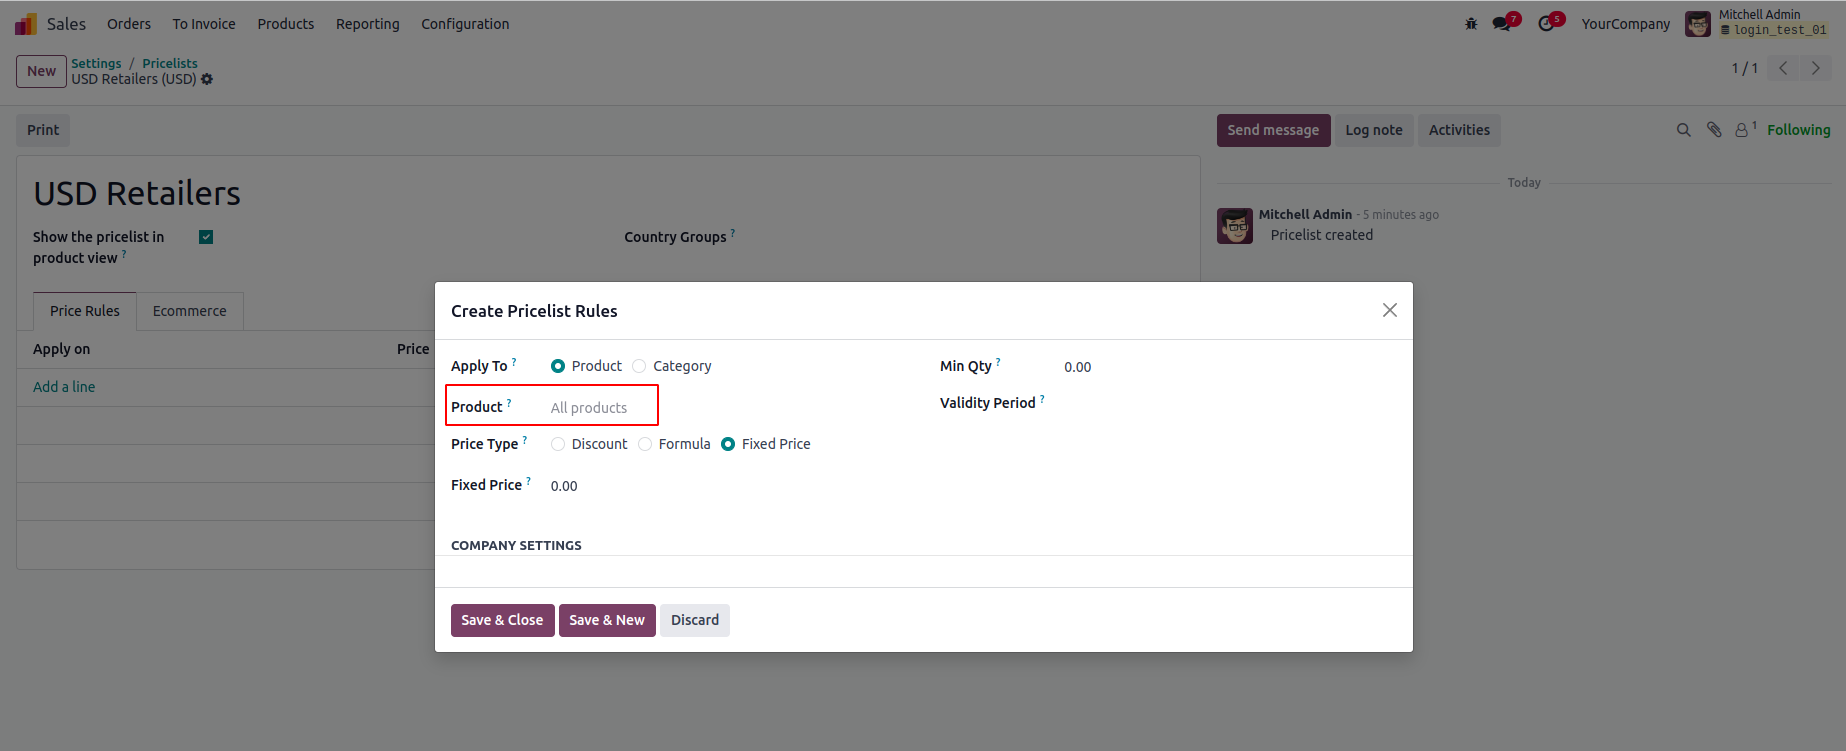 Sales Orders To Invoice Products Reporting Configuration 7 5 YourCompany Mitchell Admin
login_test_01
New Settings / Pricelists
USD Retailers (USD) 1 / 1
Print Send message Log note Activities 1 Following
USD Retailers
Today
Show the pricelist in
product view ?
Country Groups ?
Mitchell Admin - 5 minutes ago
Pricelist created
Price Rules Ecommerce
Apply on Price
Add a line
Create Pricelist Rules
Apply To ? Product Category Min Qty ? 0.00
Product ? All products Validity Period ?
Price Type ? Discount Formula Fixed Price
Fixed Price ? 0.00
COMPANY SETTINGS
Save & Close Save & New Discard